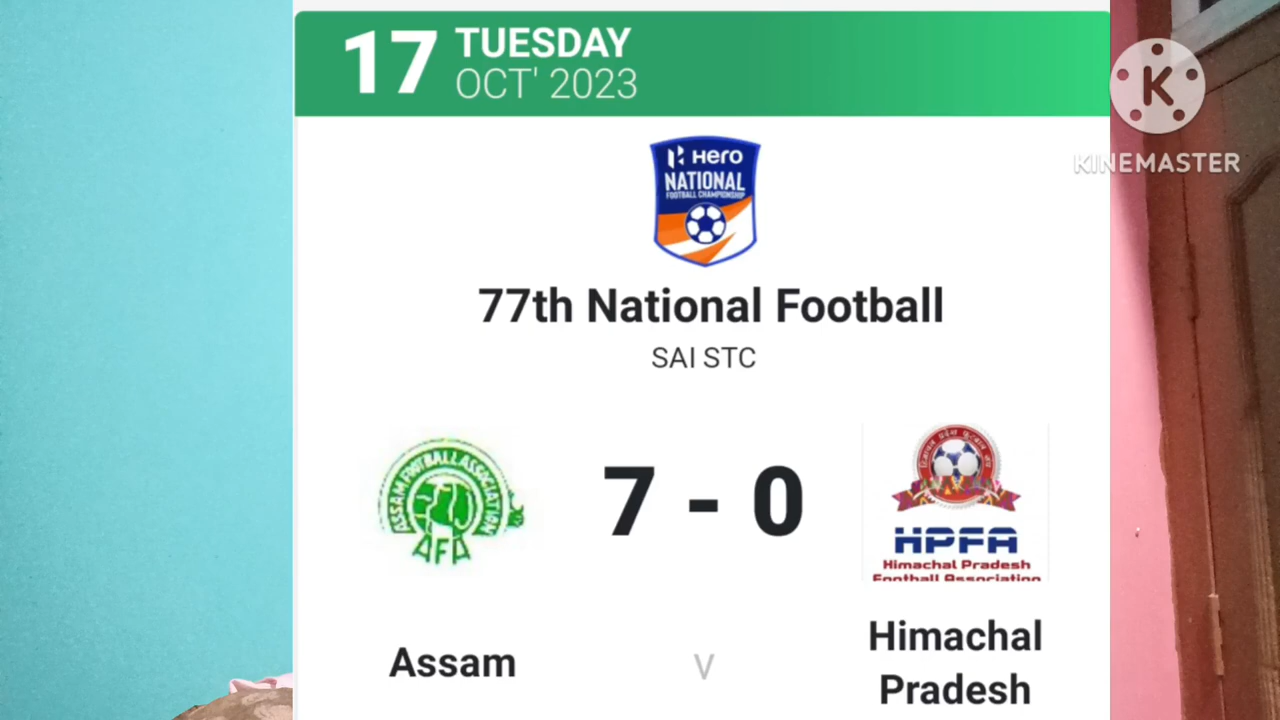 17 TUESDAY
OCT' 2023
KINEMASTER
Hero
NATIONAL
FOOTBALL CHAMPIONSHIP
77th National Football
SAI STC
ASSAM FOOTBALL ASSOCIATION
AFA
7 - 0
HPFA
Himachal Pradesh
Football Association
Assam
V
Himachal
Pradesh